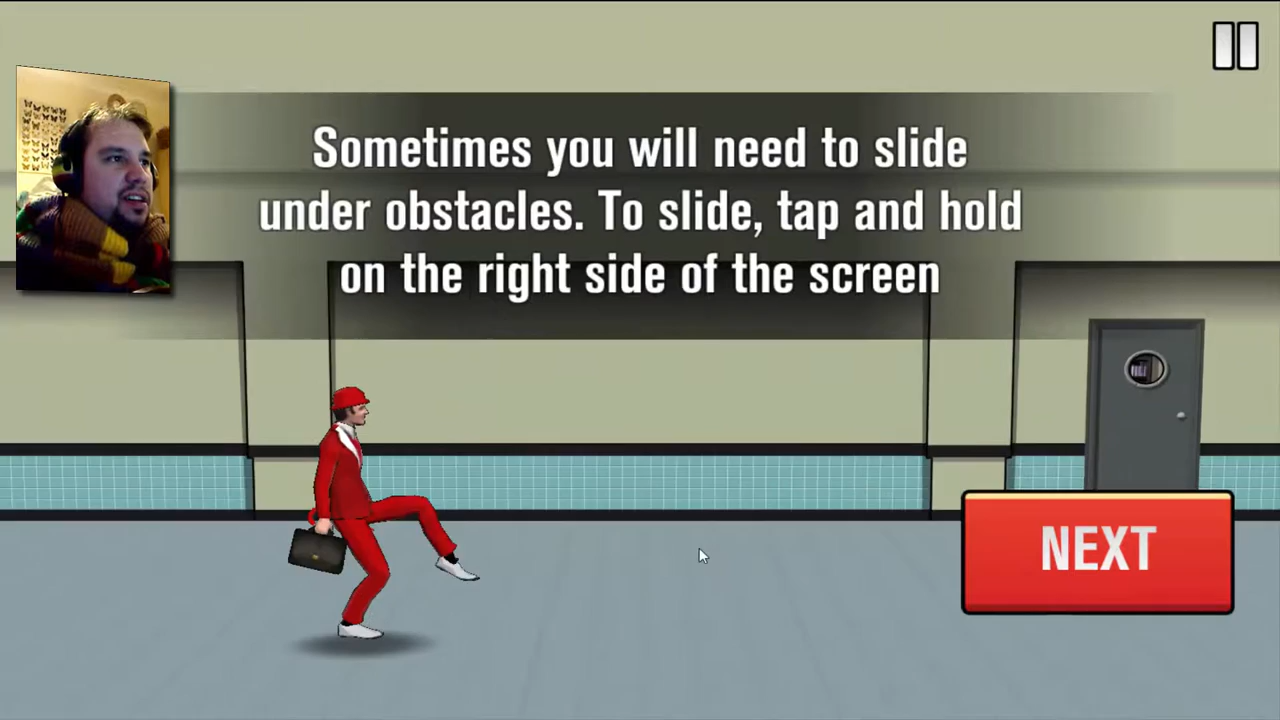 Sometimes you will need to slide
under obstacles. To slide, tap and hold
on the right side of the screen
NEXT